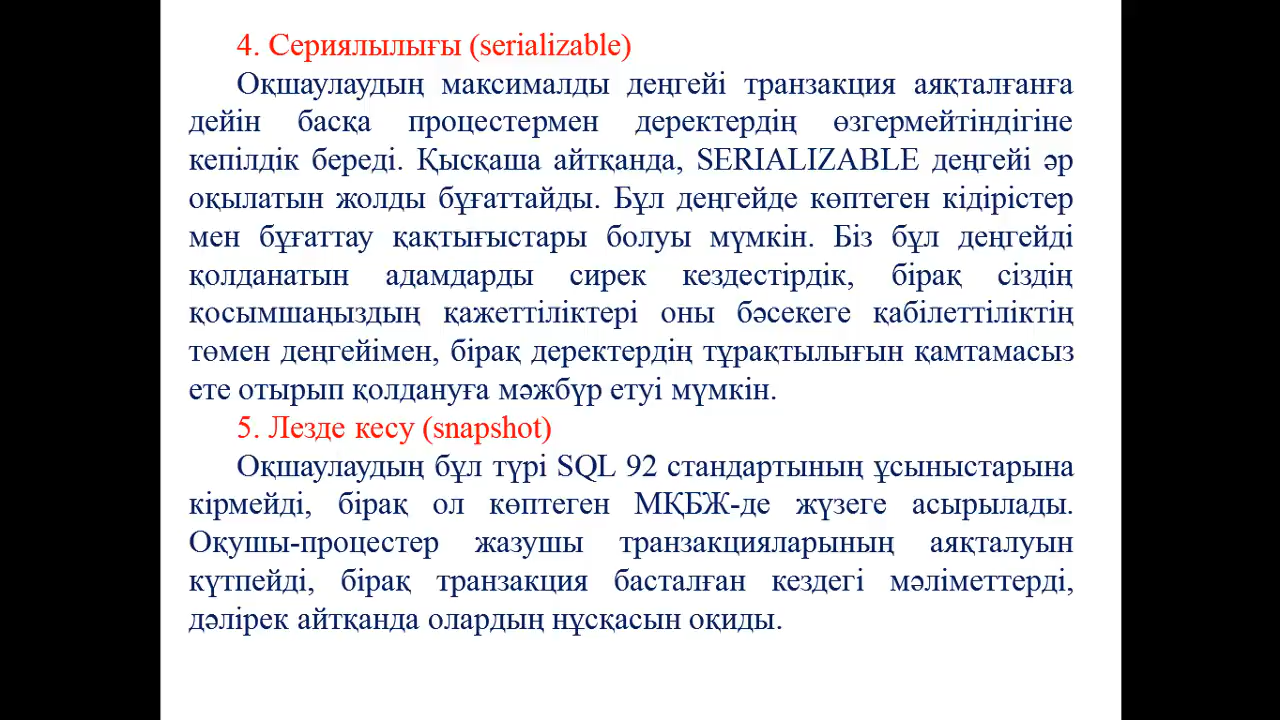 4. Сериялылығы (serializable)
Оқшаулаудың максималды деңгейі транзакция аяқталғанға
дейін басқа процестермен деректердің өзгермейтіндігіне
кепілдік береді. Қысқаша айтқанда, SERIALIZABLE деңгейі әр
оқылатын жолды бұғаттайды. Бұл деңгейде көптеген кідірістер
мен бұғаттау қақтығыстары болуы мүмкін. Біз бұл деңгейді
қолданатын адамдарды сирек кездестірдік, бірақ сіздің
қосымшаңыздың қажеттіліктері оны бәсекеге қабілеттіліктің
төмен деңгейімен, бірақ деректердің тұрақтылығын қамтамасыз
ете отырып қолдануға мәжбүр етуі мүмкін.
5. Лезде кесу (snapshot)
Оқшаулаудың бұл түрі SQL 92 стандартының ұсыныстарына
кірмейді, бірақ ол көптеген МҚБЖ-де жүзеге асырылады.
Оқушы-процестер жазушы транзакцияларының аяқталуын
күтпейді, бірақ транзакция басталған кездегі мәліметтерді,
дәлірек айтқанда олардың нұсқасын оқиды.